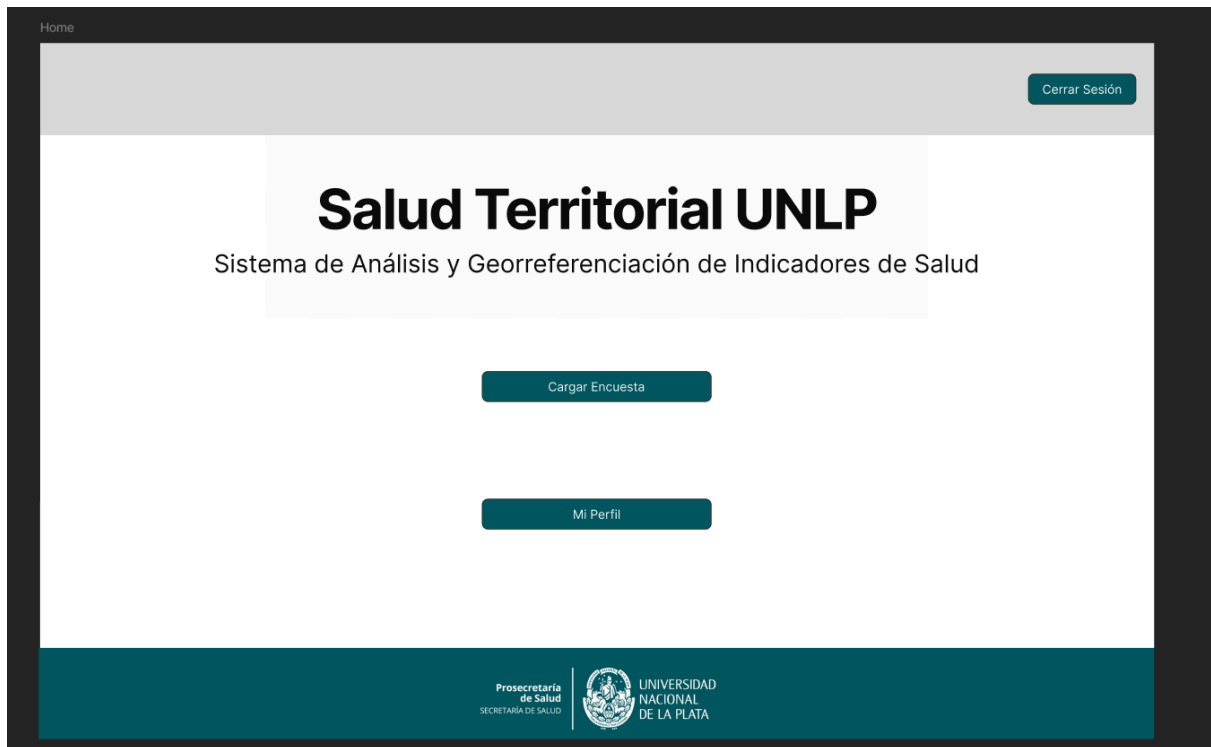 Home
Cerrar Sesión
Salud Territorial UNLP
Sistema de Análisis y Georreferenciación de Indicadores de Salud
Cargar Encuesta
Mi Perfil
Prosecretaría
de Salud
SECRETARÍA DE SALUD
UNIVERSIDAD
NACIONAL
DE LA PLATA